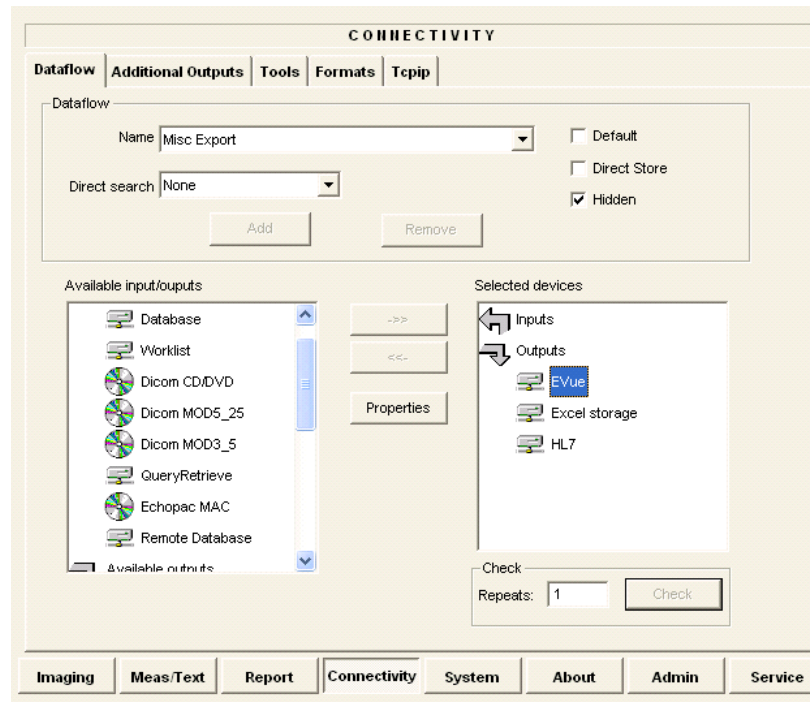 CONNECTIVITY
Dataflow Additional Outputs Tools Formats Tcpip
Dataflow
Name Misc Export
Default
Direct search None
Direct Store
Hidden
Add Remove
Available input/ouputs
Database
Worklist
Dicom CD/DVD
Dicom MOD5_25
Dicom MOD3_5
QueryRetrieve
Echopac MAC
Remote Database
Available outputs
->>
<<-
Properties
Selected devices
Inputs
Outputs
EVue
Excel storage
HL7
Check
Repeats: 1 Check
Imaging Meas/Text Report Connectivity System About Admin Service